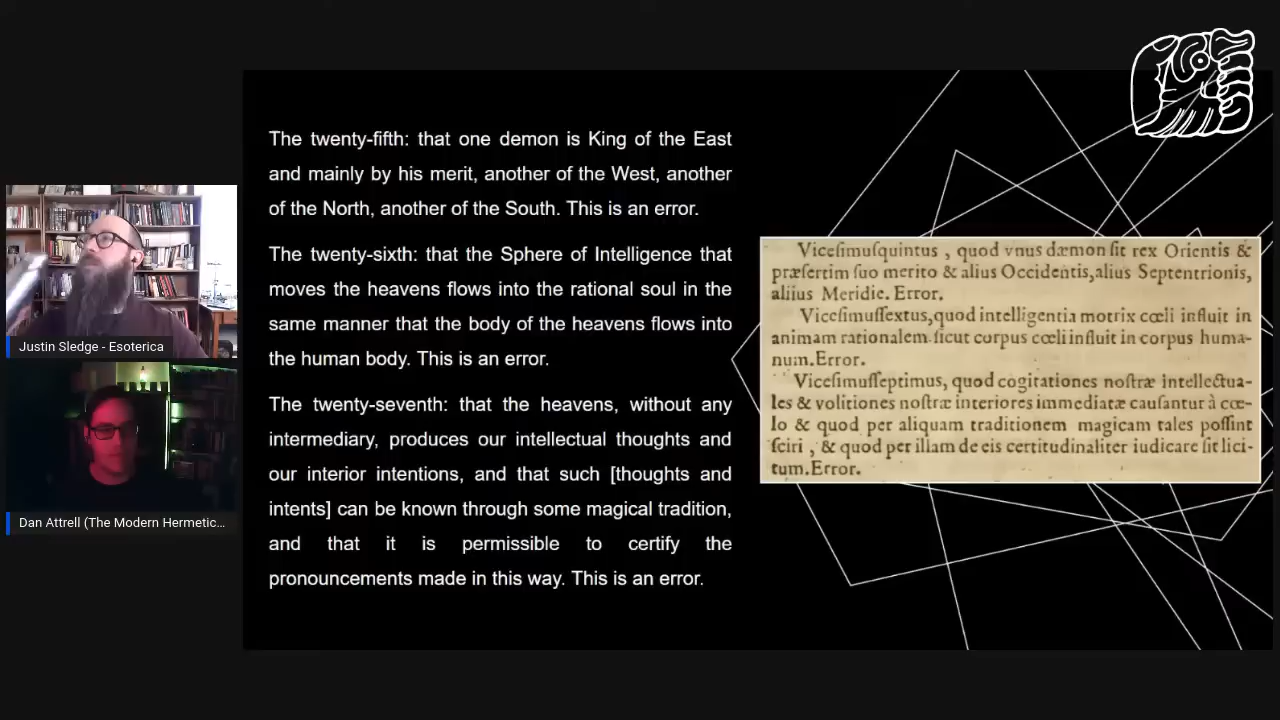 The twenty-fifth: that one demon is King of the East
and mainly by his merit, another of the West, another
of the North, another of the South. This is an error.
The twenty-sixth: that the Sphere of Intelligence that
moves the heavens flows into the rational soul in the
same manner that the body of the heavens flows into
the human body. This is an error.
The twenty-seventh: that the heavens, without any
intermediary, produces our intellectual thoughts and
our interior intentions, and that such [thoughts and
intents] can be known through some magical tradition,
and that it is permissible to certify the
pronouncements made in this way. This is an error.
Viceſimuſquintus, quod vnus dæmon ſit rex Orientis &
præſertim ſuo merito & alius Occidentis, alius Septentrionis,
aliius Meridie. Error.
Viceſimuſſextus, quod intelligentia motrix cœli influit in
animam rationalem ſicut corpus cœli influit in corpus huma-
num. Error.
Viceſimuſſeptimus, quod cogitationes noſtræ intellectua-
les & volitiones noſtræ interiores immediatæ cauſantur à cœ-
lo & quod per aliquam traditionem magicam tales poſſint
ſciri, & quod per illam de eis certitudinaliter iudicare ſit lici-
tum. Error.
Justin Sledge - Esoterica
Dan Attrell (The Modern Hermetic...